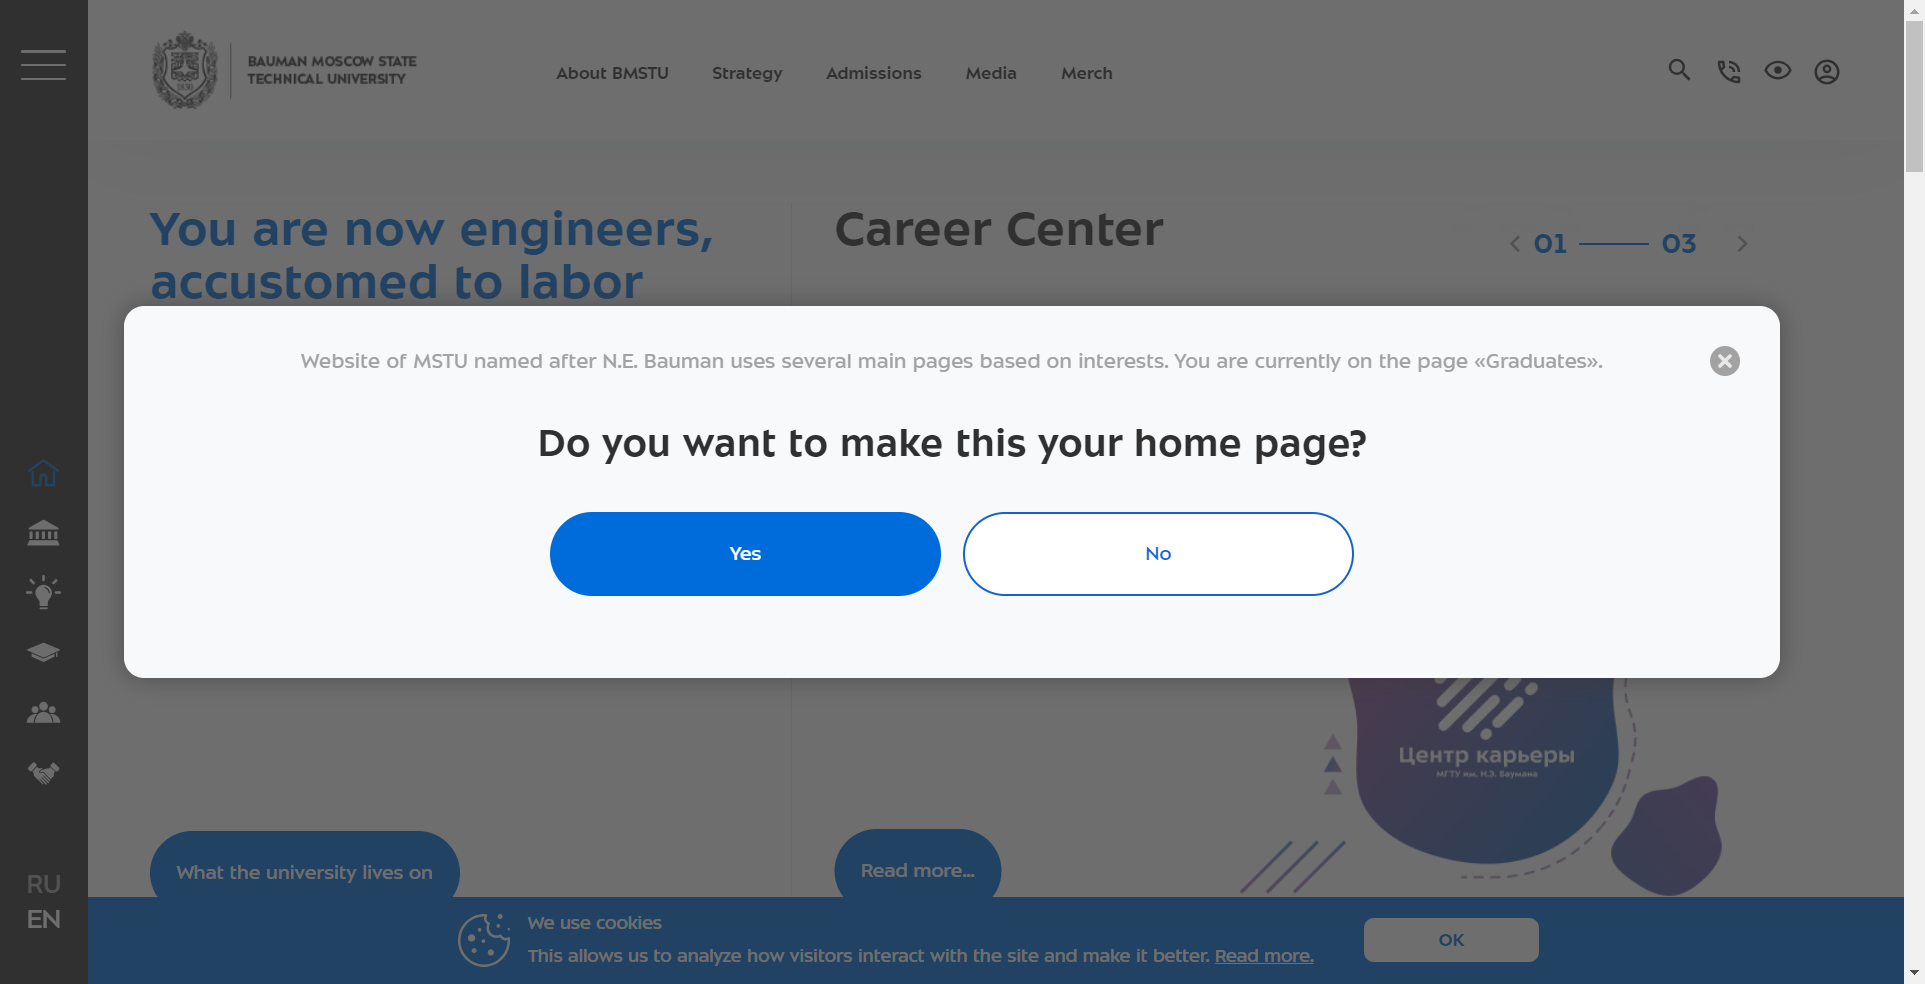 BAUMAN MOSCOW STATE
TECHNICAL UNIVERSITY
About BMSTU
Strategy
Admissions
Media
Merch
You are now engineers,
accustomed to labor
Career Center
01
03
Website of MSTU named after N.E. Bauman uses several main pages based on interests. You are currently on the page «Graduates».
Do you want to make this your home page?
Yes
No
Центр карьеры
МГТУ им. Н.Э. Баумана
What the university lives on
Read more...
RU
EN
We use cookies
This allows us to analyze how visitors interact with the site and make it better. Read more.
OK